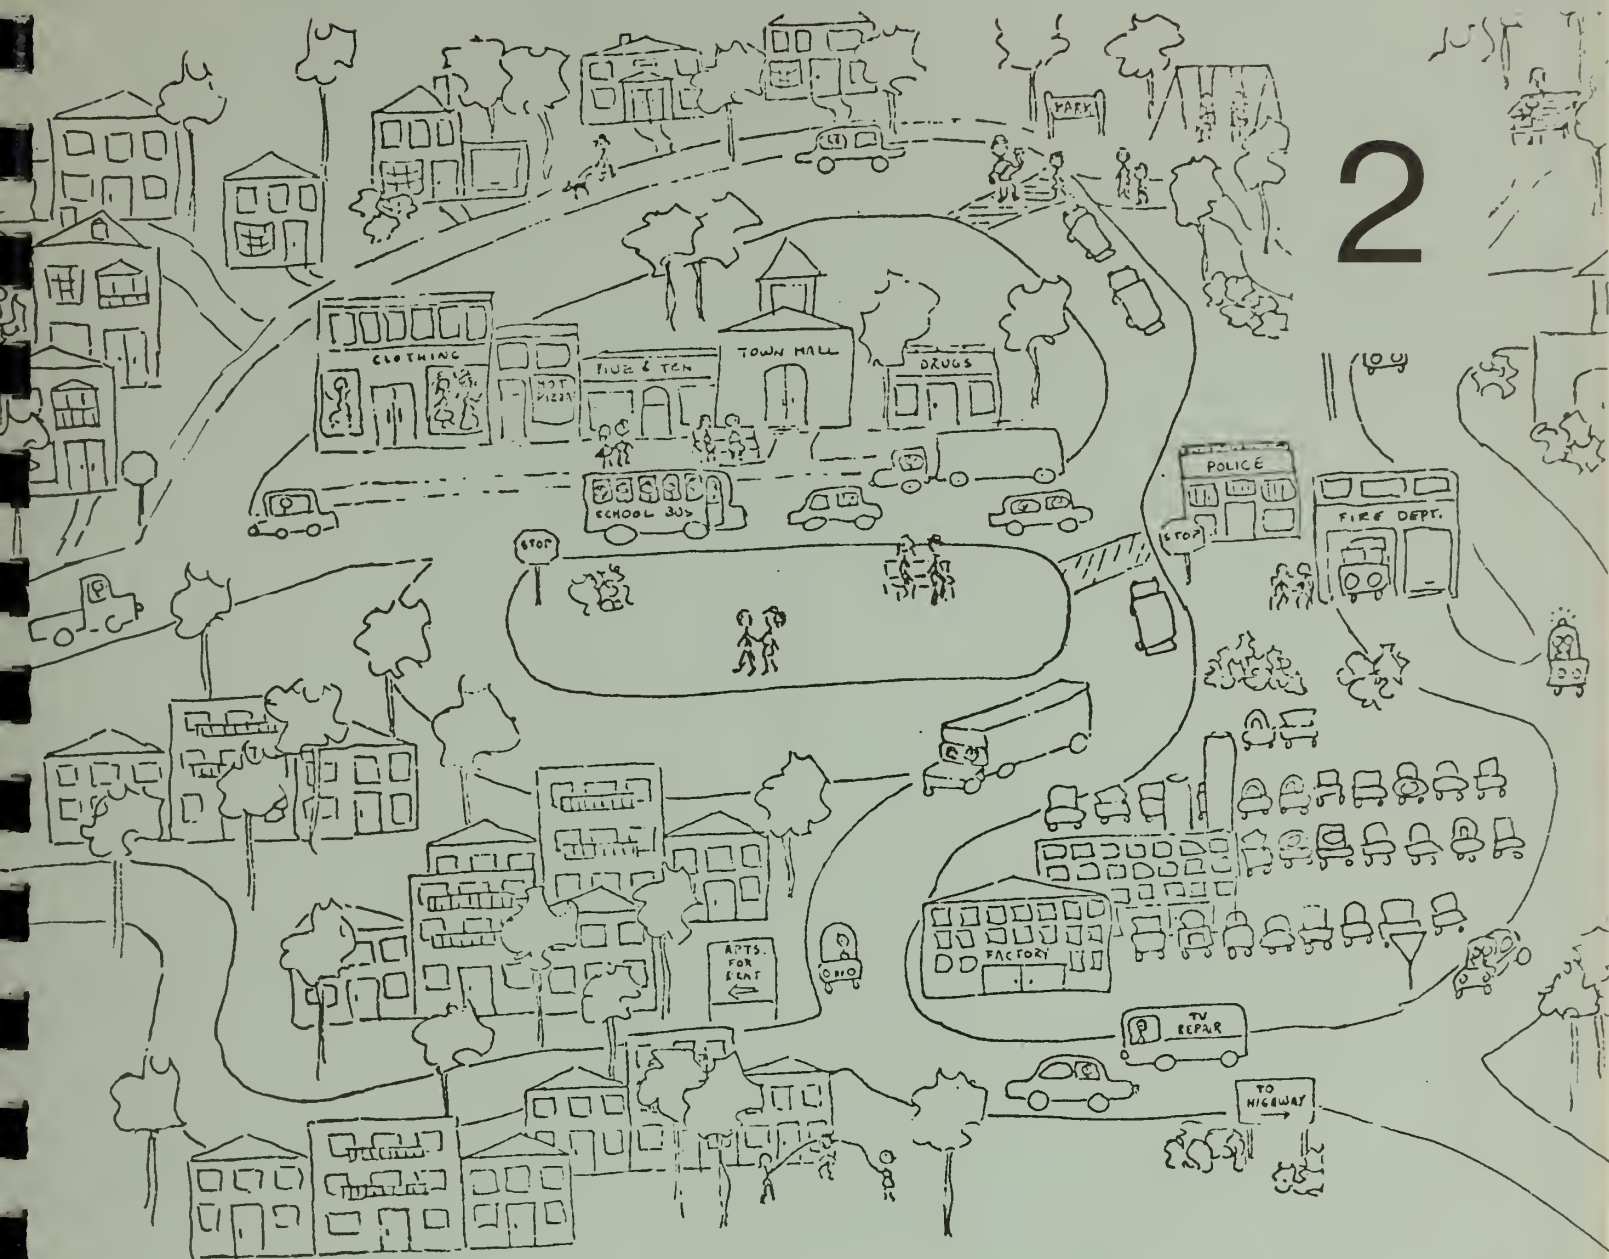 PARK
2
CLOTHING
HOT
PIZZA
FIVE & TEN
TOWN HALL
DRUGS
POLICE
FIRE DEPT.
SCHOOL BUS
STOP
STOP
APTS.
FOR
RENT
FACTORY
TV
REPAIR
TO
HIGHWAY